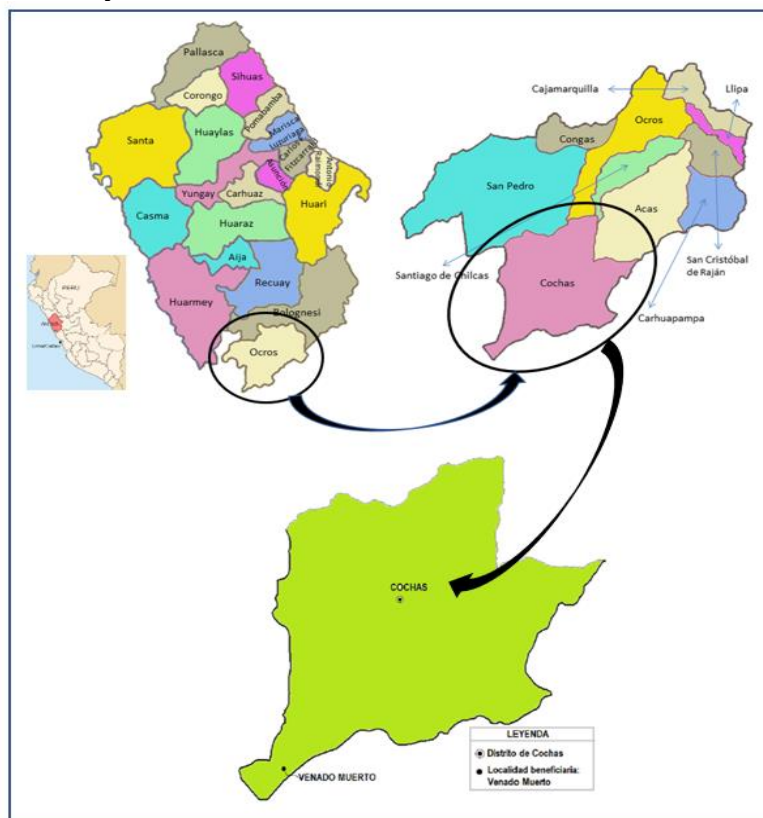 Pallasca
Sihuas
Corongo
Pomabamba
Santa
Huaylas
Marisca
Luzuriaga
Carlos
Fitzcarrald
Antonio
Raimondi
Asunción
Yungay
Carhuaz
Huari
Casma
Huaraz
Aija
Recuay
Huarmey
Bolognesi
Ocros
Cajamarquilla
Llipa
Ocros
Congas
San Pedro
Acas
Santiago de Chilcas
Cochas
San Cristóbal
de Raján
Carhuapampa
COCHAS
VENADO MUERTO
LEYENDA
Distrito de Cochas
Localidad beneficiaria:
Venado Muerto